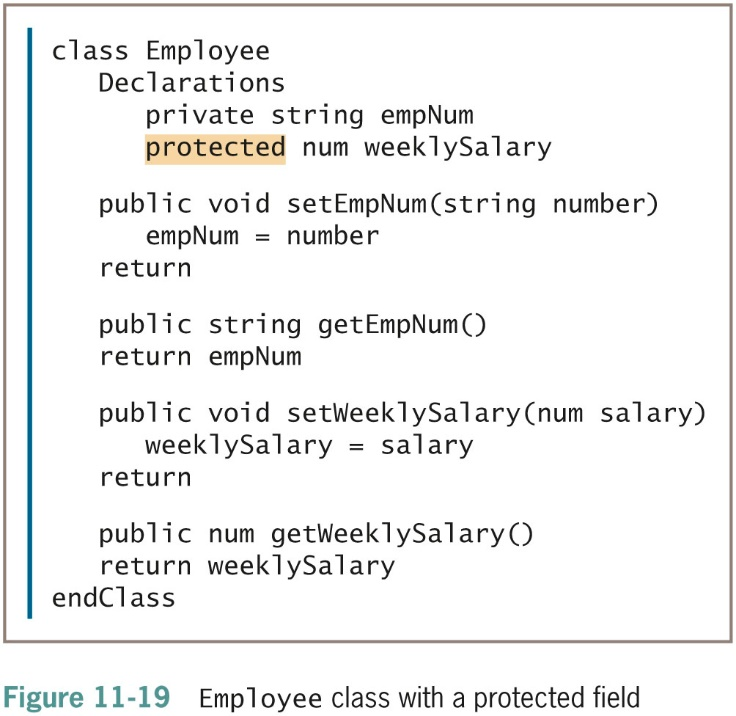 class Employee
Declarations
private string empNum
protected num weeklySalary
public void setEmpNum(string number)
empNum = number
return
public string getEmpNum()
return empNum
public void setWeeklySalary(num salary)
weeklySalary = salary
return
public num getWeeklySalary()
return weeklySalary
endClass
Figure 11-19 Employee class with a protected field